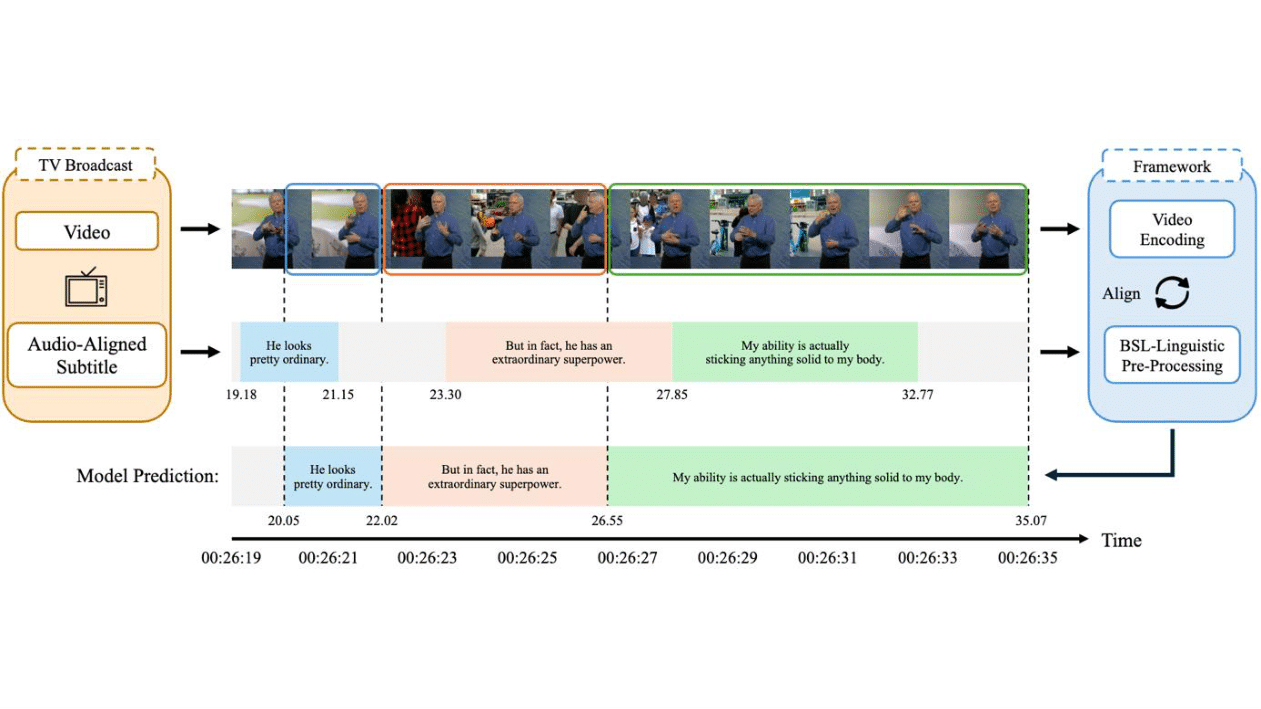 TV Broadcast
Video
Audio-Aligned
Subtitle
He looks
pretty ordinary.
But in fact, he has an
extraordinary superpower.
My ability is actually
sticking anything solid to my body.
19.18
21.15
23.30
27.85
32.77
Framework
Video
Encoding
Align
BSL-Linguistic
Pre-Processing
Model Prediction:
He looks
pretty ordinary.
But in fact, he has an
extraordinary superpower.
My ability is actually sticking anything solid to my body.
20.05
22.02
26.55
35.07
Time
00:26:19
00:26:21
00:26:23
00:26:25
00:26:27
00:26:29
00:26:31
00:26:33
00:26:35